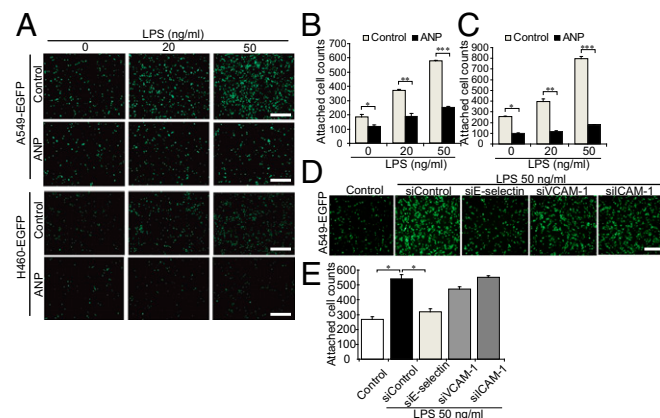 A
LPS (ng/ml)
0 20 50
A549-EGFP
Control
ANP
H460-EGFP
Control
ANP
B
Control ANP
Attached cell counts
700
600
500
400
300
200
100
0
* ** ***
0 20 50
LPS (ng/ml)
C
Control ANP
Attached cell counts
900
800
700
600
500
400
300
200
100
0
* ** ***
0 20 50
LPS (ng/ml)
D
LPS 50 ng/ml
Control siControl siE-selectin siVCAM-1 siICAM-1
A549-EGFP
E
Attached cell counts
600
500
400
300
200
100
0
* *
Control siControl siE-selectin siVCAM-1 siICAM-1
LPS 50 ng/ml